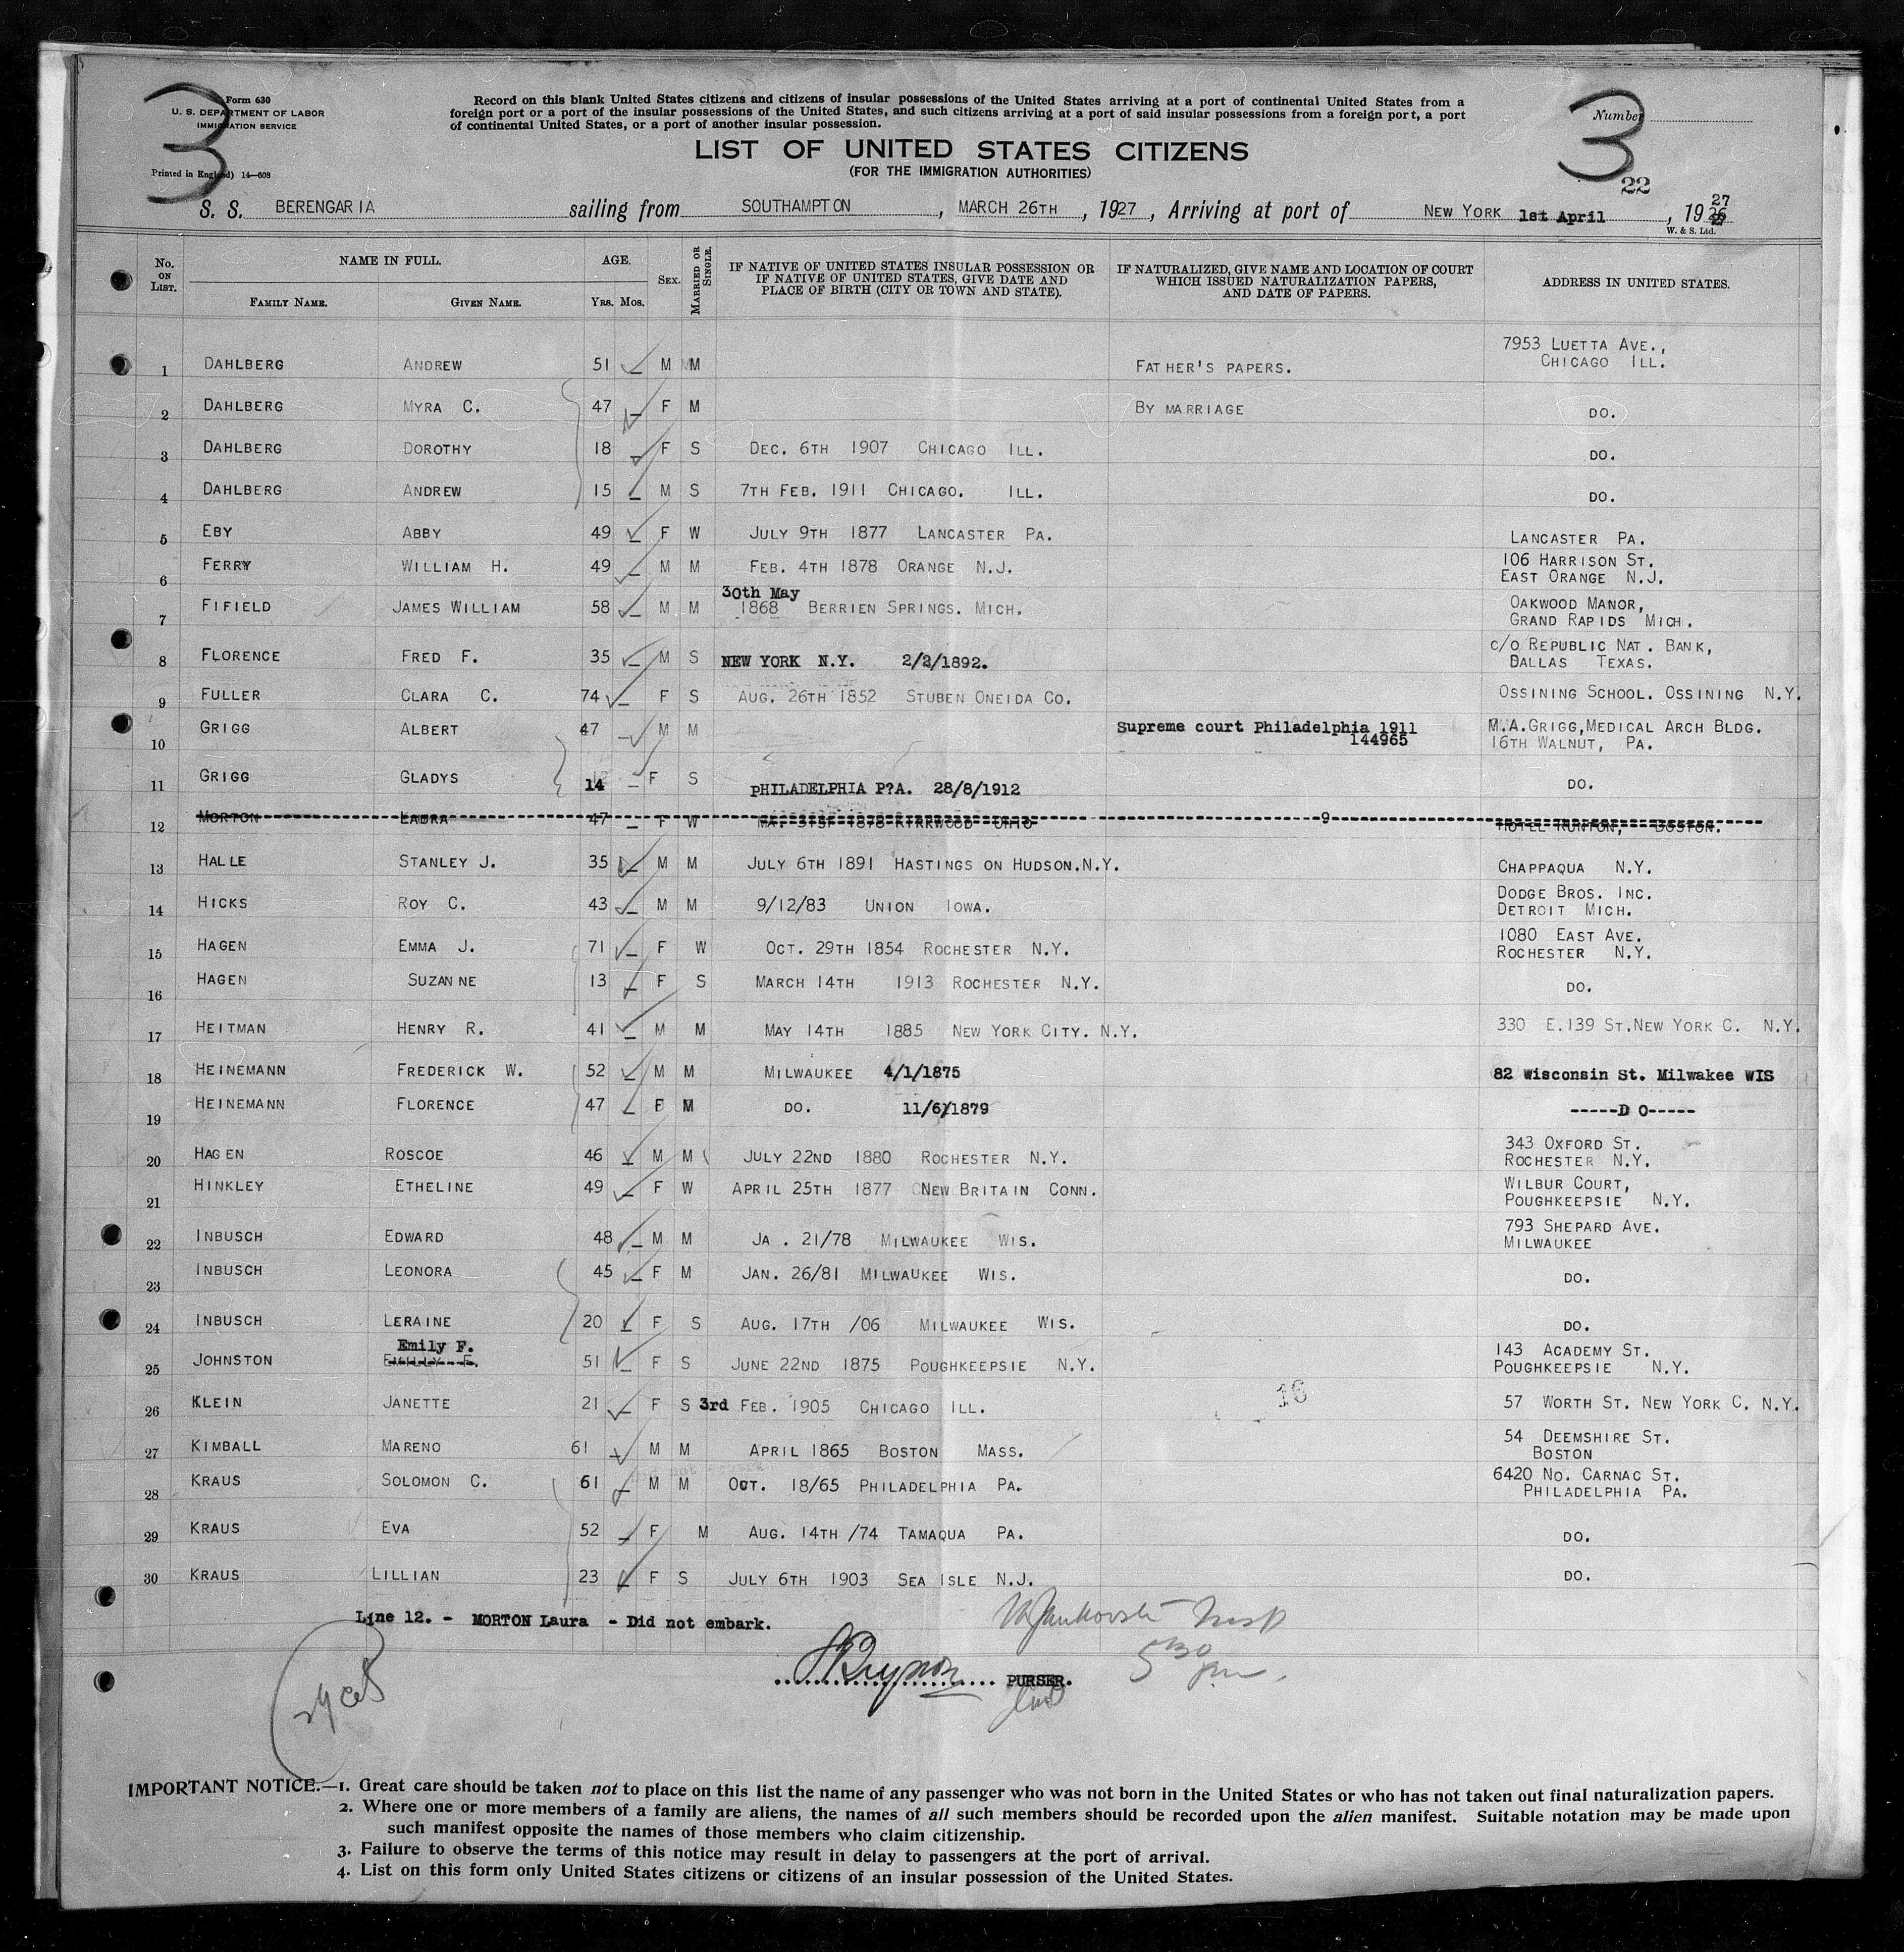 3
Form 630
U. S. DEPARTMENT OF LABOR
IMMIGRATION SERVICE
Printed in England) 14—608
Record on this blank United States citizens and citizens of insular possessions of the United States arriving at a port of continental United States from a
foreign port or a port of the insular possessions of the United States, and such citizens arriving at a port of said insular possessions from a foreign port, a port
of continental United States, or a port of another insular possession.
LIST OF UNITED STATES CITIZENS
(FOR THE IMMIGRATION AUTHORITIES)
Number
3
22
S. S. BERENGARIA sailing from SOUTHAMPTON, MARCH 26TH, 1927, Arriving at port of NEW YORK 1st April, 19 27
W. & S. Ltd.
No. ON LIST. NAME IN FULL. FAMILY NAME. GIVEN NAME. AGE. Yrs. Mos. SEX. MARRIED OR SINGLE. IF NATIVE OF UNITED STATES INSULAR POSSESSION OR IF NATIVE OF UNITED STATES, GIVE DATE AND PLACE OF BIRTH (CITY OR TOWN AND STATE). IF NATURALIZED, GIVE NAME AND LOCATION OF COURT WHICH ISSUED NATURALIZATION PAPERS, AND DATE OF PAPERS. ADDRESS IN UNITED STATES.
1 DAHLBERG ANDREW 51 M M FATHER'S PAPERS. 7953 LUETTA AVE., CHICAGO ILL.
2 DAHLBERG MYRA C. 47 F M BY MARRIAGE DO.
3 DAHLBERG DOROTHY 18 F S DEC. 6TH 1907 CHICAGO ILL. DO.
4 DAHLBERG ANDREW 15 M S 7TH FEB. 1911 CHICAGO. ILL. DO.
5 EBY ABBY 49 F W JULY 9TH 1877 LANCASTER PA. LANCASTER PA.
6 FERRY WILLIAM H. 49 M M FEB. 4TH 1878 ORANGE N.J. 106 HARRISON ST. EAST ORANGE N.J.
7 FIFIELD JAMES WILLIAM 58 M M 30th May 1868 BERRIEN SPRINGS. MICH. OAKWOOD MANOR, GRAND RAPIDS MICH.
8 FLORENCE FRED F. 35 M S NEW YORK N.Y. 2/2/1892. C/O REPUBLIC NAT. BANK, DALLAS TEXAS.
9 FULLER CLARA C. 74 F S AUG. 26TH 1852 STUBEN ONEIDA CO. OSSINING SCHOOL. OSSINING N.Y.
10 GRIGG ALBERT 47 M M Supreme court Philadelphia 1911 144965 M.A.GRIGG,MEDICAL ARCH BLDG. 16TH WALNUT, PA.
11 GRIGG GLADYS 14 F S PHILADELPHIA P?A. 28/8/1912 DO.
12 MORTON LAURA 47 F W MA. 31ST 1878 KIRKWOOD OHIO 9 HOTEL RUNTON, BOSTON.
13 HALLE STANLEY J. 35 M M JULY 6TH 1891 HASTINGS ON HUDSON.N.Y. CHAPPAQUA N.Y.
14 HICKS ROY C. 43 M M 9/12/83 UNION IOWA. DODGE BROS. INC. DETROIT MICH.
15 HAGEN EMMA J. 71 F W OCT. 29TH 1854 ROCHESTER N.Y. 1080 EAST AVE. ROCHESTER N.Y.
16 HAGEN SUZANNE 13 F S MARCH 14TH 1913 ROCHESTER N.Y. DO.
17 HEITMAN HENRY R. 41 M M MAY 14TH 1885 NEW YORK CITY. N.Y. 330 E.139 ST.NEW YORK C. N.Y.
18 HEINEMANN FREDERICK W. 52 M M MILWAUKEE 4/1/1875 82 Wisconsin St. Milwakee WIS
19 HEINEMANN FLORENCE 47 F M DO. 11/6/1879 -----D O-----
20 HAGEN ROSCOE 46 M M JULY 22ND 1880 ROCHESTER N.Y. 343 OXFORD ST. ROCHESTER N.Y.
21 HINKLEY ETHELINE 49 F W APRIL 25TH 1877 NEW BRITAIN CONN. WILBUR COURT, POUGHKEEPSIE N.Y.
22 INBUSCH EDWARD 48 M M JA . 21/78 MILWAUKEE WIS. 793 SHEPARD AVE. MILWAUKEE
23 INBUSCH LEONORA 45 F M JAN. 26/81 MILWAUKEE WIS. DO.
24 INBUSCH LERAINE 20 F S AUG. 17TH /06 MILWAUKEE WIS. DO.
25 JOHNSTON Emily F. 51 F S JUNE 22ND 1875 POUGHKEEPSIE N.Y. 143 ACADEMY ST. POUGHKEEPSIE N.Y.
26 KLEIN JANETTE 21 F S 3rd FEB. 1905 CHICAGO ILL. 16 57 WORTH ST. NEW YORK C. N.Y.
27 KIMBALL MARENO 61 M M APRIL 1865 BOSTON MASS. 54 DEEMSHIRE ST. BOSTON
28 KRAUS SOLOMON C. 61 M M OCT. 18/65 PHILADELPHIA PA. 6420 NO. CARNAC ST. PHILADELPHIA PA.
29 KRAUS EVA 52 F M AUG. 14TH /74 TAMAQUA PA. DO.
30 KRAUS LILLIAN 23 F S JULY 6TH 1903 SEA ISLE N.J. DO.
Line 12. - MORTON Laura - Did not embark.
PURSER.
5 30 pm.
IMPORTANT NOTICE.—1. Great care should be taken not to place on this list the name of any passenger who was not born in the United States or who has not taken out final naturalization papers.
2. Where one or more members of a family are aliens, the names of all such members should be recorded upon the alien manifest. Suitable notation may be made upon
such manifest opposite the names of those members who claim citizenship.
3. Failure to observe the terms of this notice may result in delay to passengers at the port of arrival.
4. List on this form only United States citizens or citizens of an insular possession of the United States.